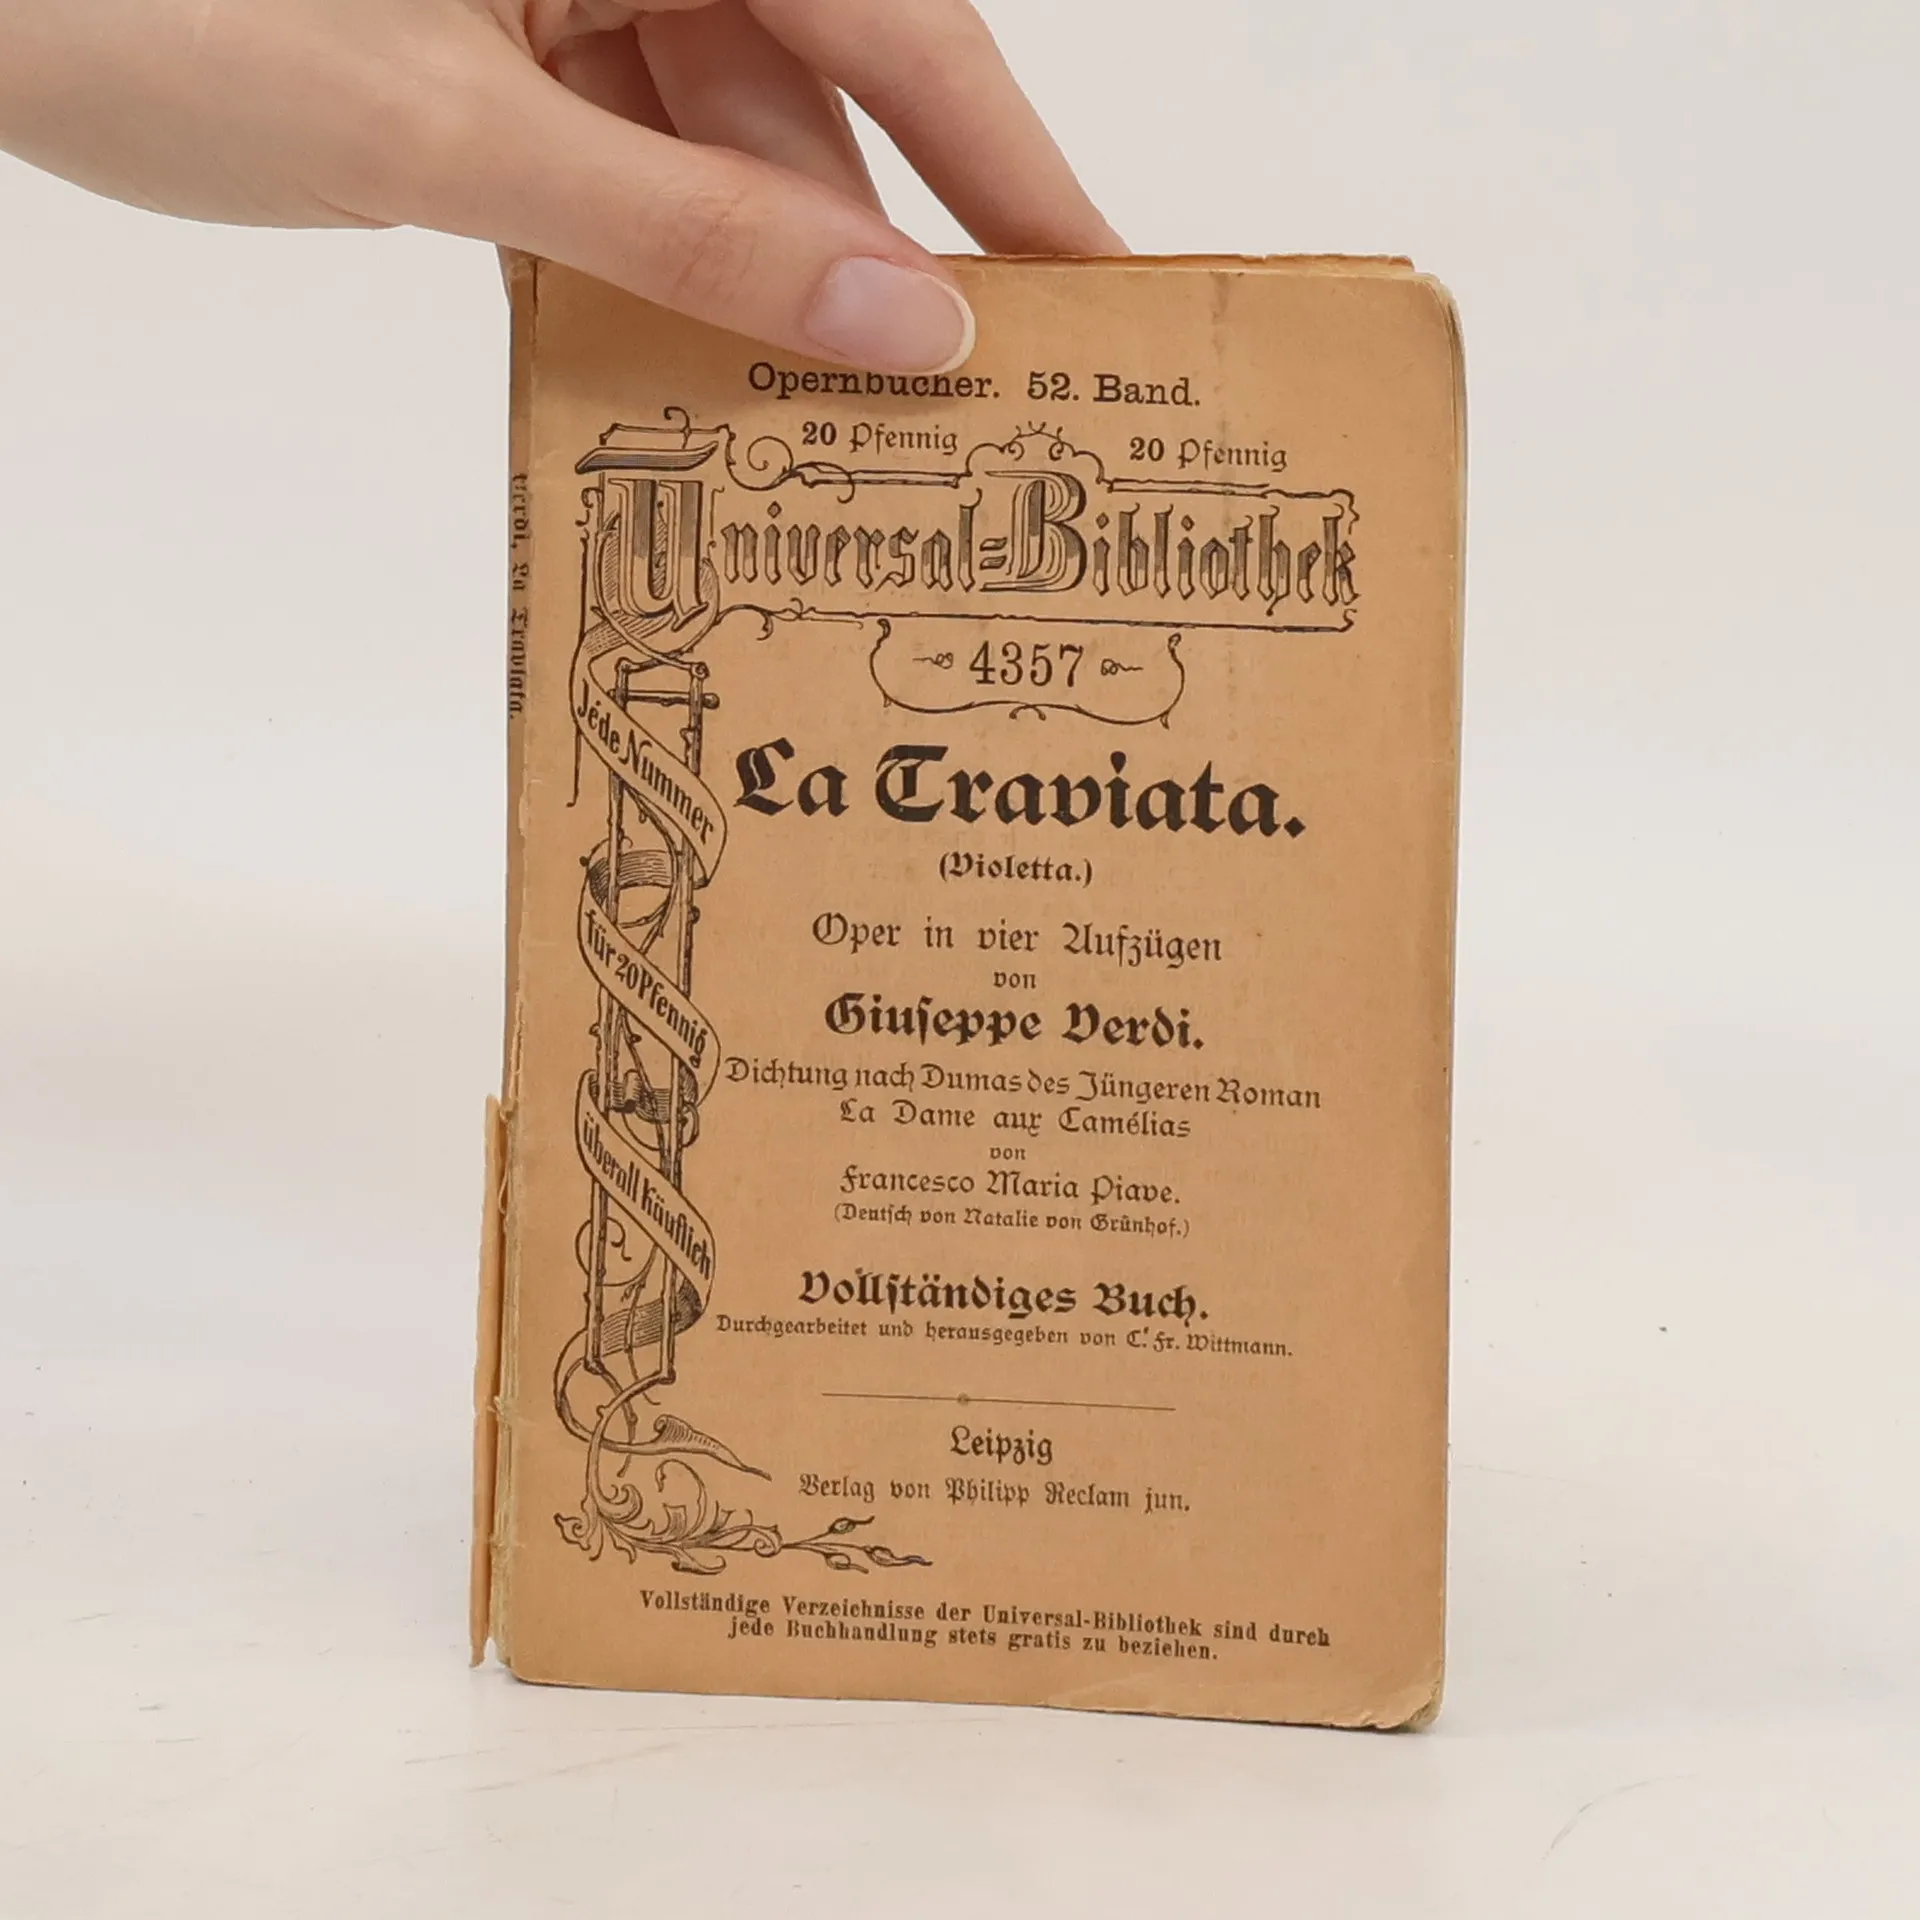 Opernbücher. 52. Band.
20 Pfennig 20 Pfennig
Universal-Bibliothek
4357
Jede Nummer
für 20 Pfennig
überall käuflich
La Traviata.
(Violetta.)
Oper in vier Aufzügen
von
Giuseppe Verdi.
Dichtung nach Dumas des Jüngeren Roman
La Dame aux Camélias
von
Francesco Maria Piave.
(Deutsch von Natalie von Grünhof.)
Vollständiges Buch.
Durchgearbeitet und herausgegeben von C. Fr. Wittmann.
Leipzig
Verlag von Philipp Reclam jun.
Vollständige Verzeichnisse der Universal-Bibliothek sind durch
jede Buchhandlung stets gratis zu beziehen.
Verdi, La Traviata.